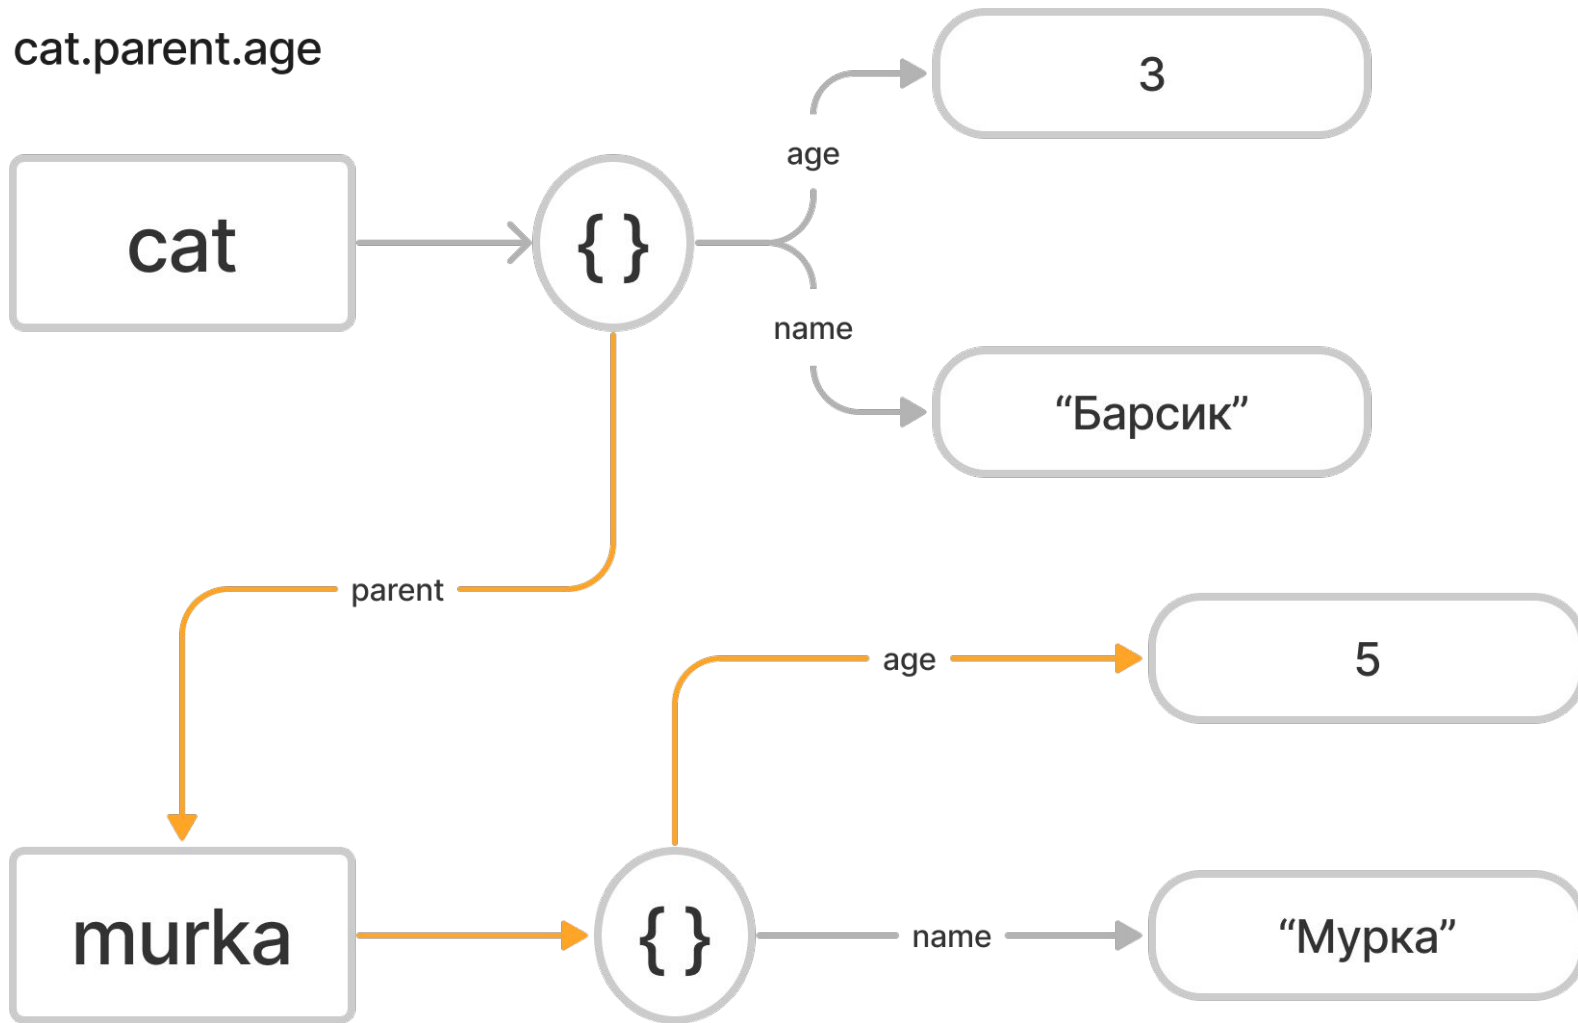 cat.parent.age
3
age
cat
{ }
name
“Барсик”
parent
age
5
murka
{ }
name
“Мурка”